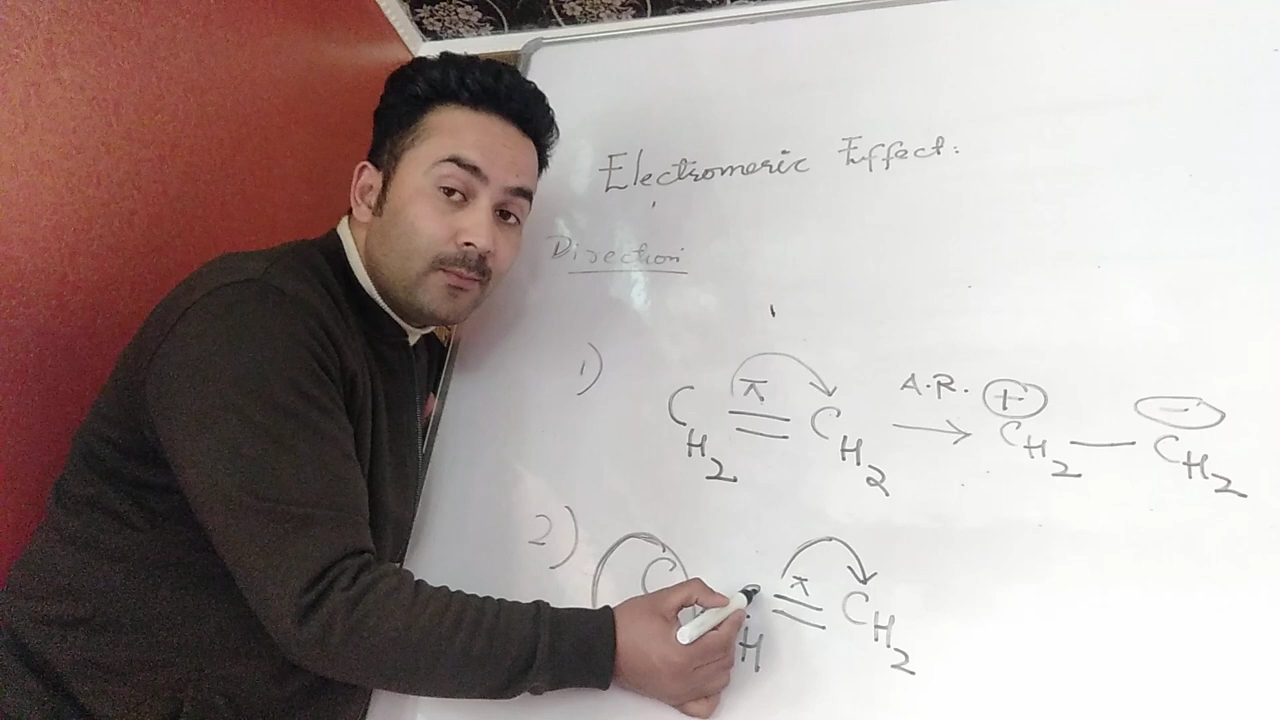 Electromeric Effect:
Direction
1) CH2 = CH2 → A.R. ⊕CH2 — ⊖CH2
π
2) C H = CH2
π